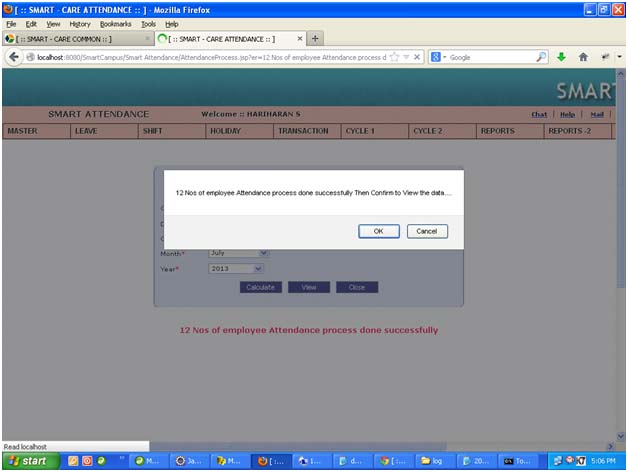 [ :: SMART - CARE ATTENDANCE :: ] - Mozilla Firefox
File Edit View History Bookmarks Tools Help
[ :: SMART - CARE COMMON :: ] × [ :: SMART - CARE ATTENDANCE :: ] × +
localhost:8080/SmartCampus/Smart Attendance/AttendanceProcess.jsp?er=12 Nos of employee Attendance process d Google
SMART
SMART ATTENDANCE Welcome :: HARIHARAN S Chat | Help | Mail |
MASTER LEAVE SHIFT HOLIDAY TRANSACTION CYCLE 1 CYCLE 2 REPORTS REPORTS -2
12 Nos of employee Attendance process done successfully Then Confirm to View the data....
OK Cancel
Month* July
Year* 2013
Calculate View Close
12 Nos of employee Attendance process done successfully
Read localhost
start M... Ja... M... [ :... 1... d... [ :... log 20... To... 5:06 PM